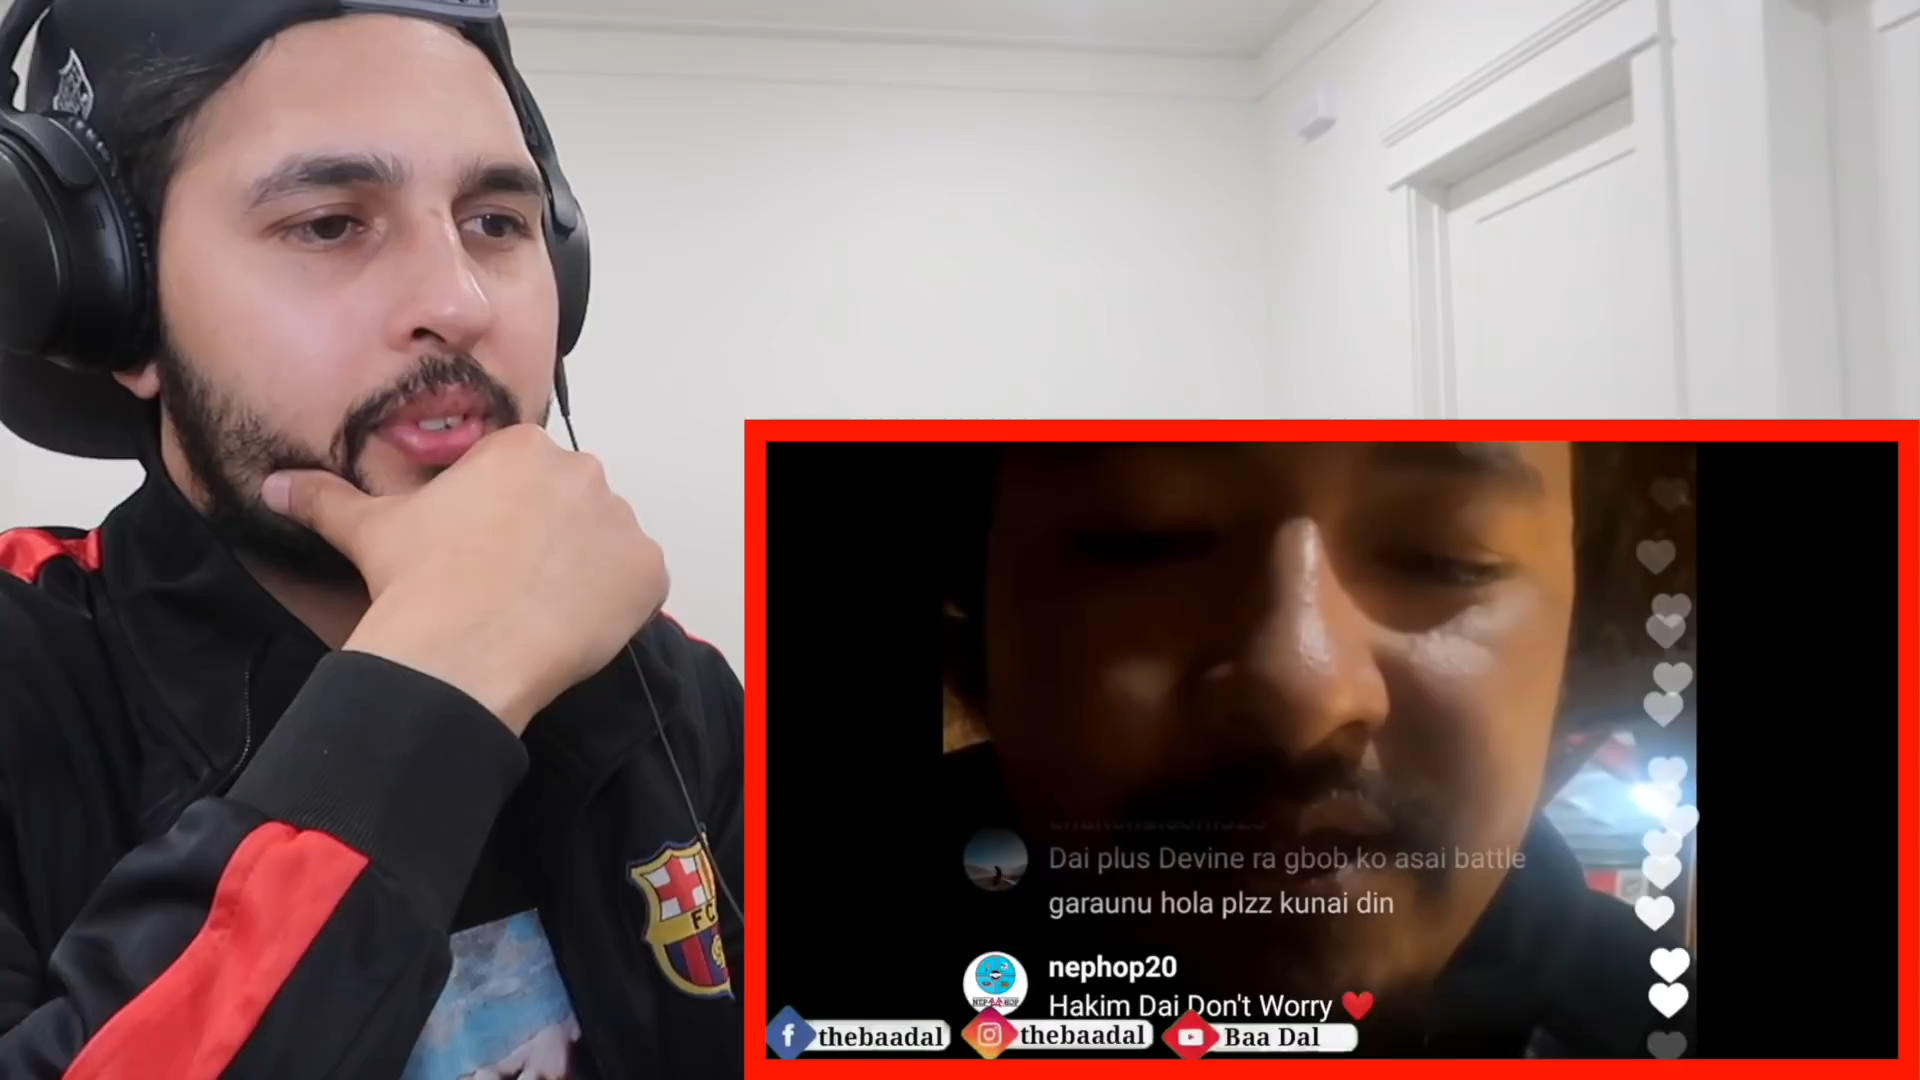 Dai plus Devine ra gbob ko asai battle
garaunu hola plzz kunai din
nephop20
Hakim Dai Don't Worry ❤️
thebaadal
thebaadal
Baa Dal
FC